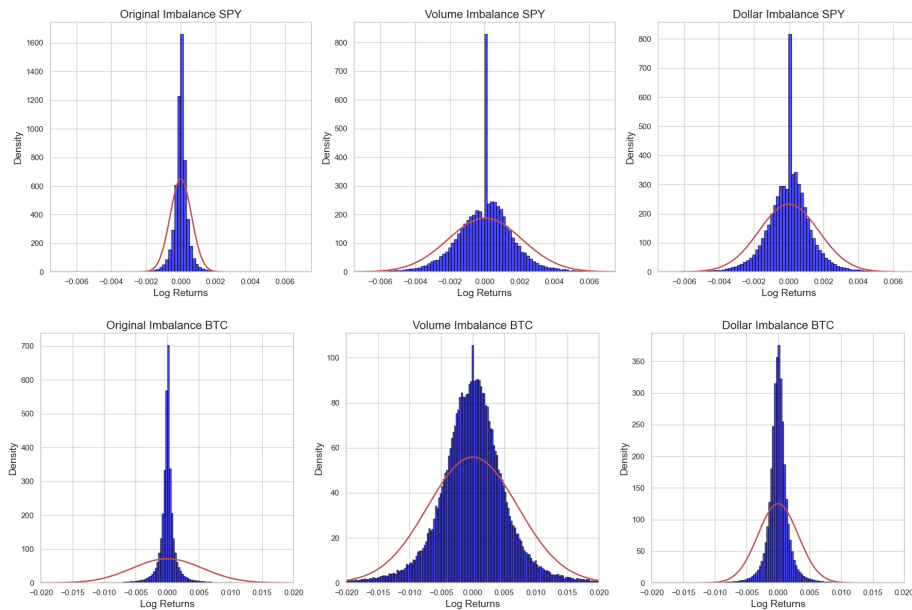 Original Imbalance SPY
Density
1600
1400
1200
1000
800
600
400
200
0
−0.006 −0.004 −0.002 0.000 0.002 0.004 0.006
Log Returns
Volume Imbalance SPY
Density
800
700
600
500
400
300
200
100
0
−0.006 −0.004 −0.002 0.000 0.002 0.004 0.006
Log Returns
Dollar Imbalance SPY
Density
800
700
600
500
400
300
200
100
0
−0.006 −0.004 −0.002 0.000 0.002 0.004 0.006
Log Returns
Original Imbalance BTC
Density
700
600
500
400
300
200
100
0
−0.020 −0.015 −0.010 −0.005 0.000 0.005 0.010 0.015 0.020
Log Returns
Volume Imbalance BTC
Density
100
80
60
40
20
0
−0.020 −0.015 −0.010 −0.005 0.000 0.005 0.010 0.015 0.020
Log Returns
Dollar Imbalance BTC
Density
350
300
250
200
150
100
50
0
−0.020 −0.015 −0.010 −0.005 0.000 0.005 0.010 0.015 0.020
Log Returns